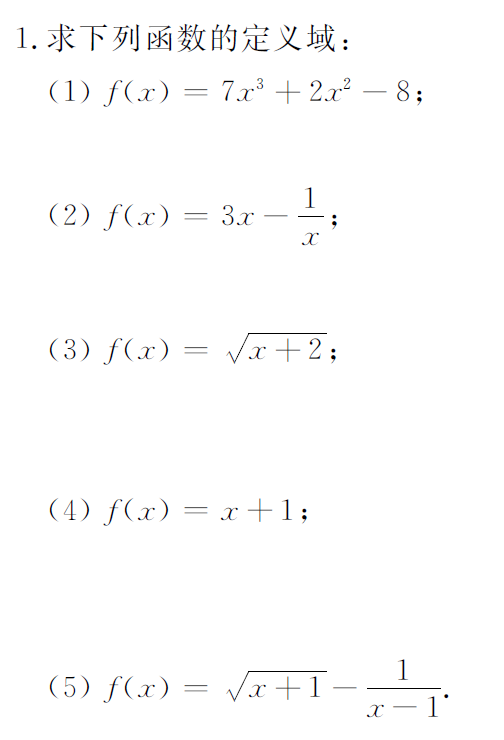 1. 求下列函数的定义域：
(1) f(x) = 7x³ + 2x² − 8；
(2) f(x) = 3x − 1/x；
(3) f(x) = √(x + 2)；
(4) f(x) = x + 1；
(5) f(x) = √(x + 1) − 1/(x − 1).